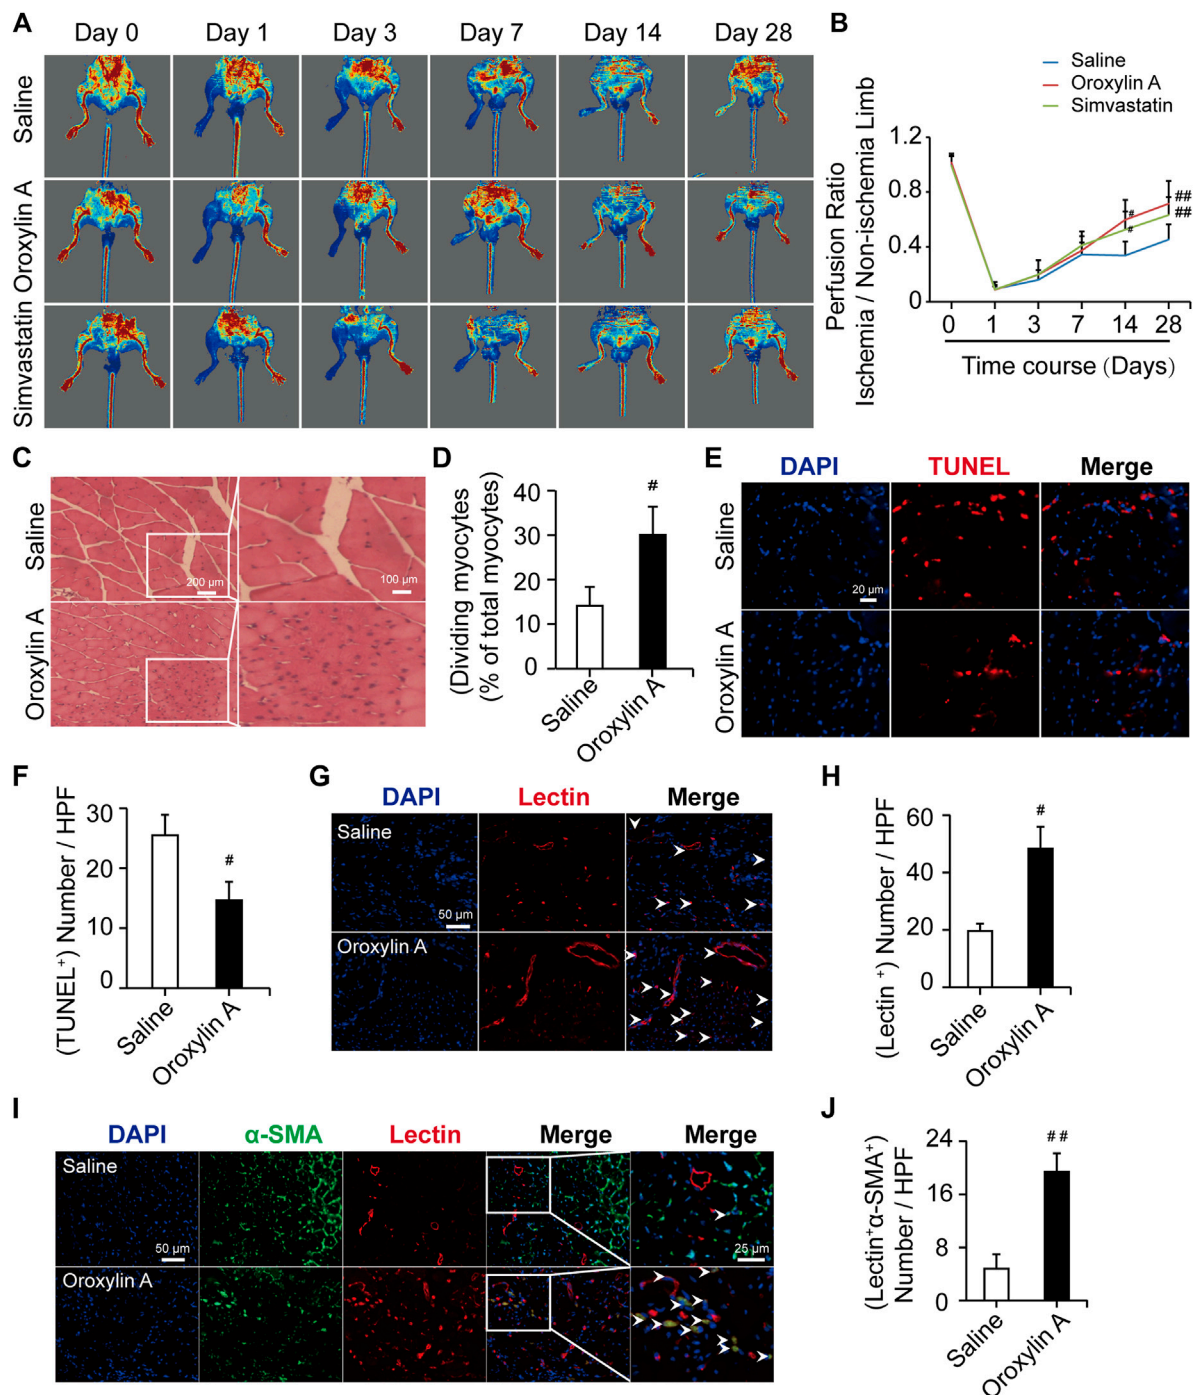 A
Day 0 Day 1 Day 3 Day 7 Day 14 Day 28
Saline
Oroxylin A
Simvastatin
B
Saline
Oroxylin A
Simvastatin
Perfusion Ratio
Ischemia / Non-ischemia Limb
1.2
0.8
0.4
0
#
#
##
##
0 1 3 7 14 28
Time course (Days)
C
Saline
Oroxylin A
200 µm
100 µm
D
(Dividing myocytes
(% of total myocytes)
40
30
20
10
0
#
Saline
Oroxylin A
E
DAPI TUNEL Merge
Saline
Oroxylin A
20 µm
F
(TUNEL+) Number / HPF
30
20
10
0
#
Saline
Oroxylin A
G
DAPI Lectin Merge
Saline
50 µm
Oroxylin A
H
(Lectin +) Number / HPF
60
40
20
0
#
Saline
Oroxylin A
I
DAPI α-SMA Lectin Merge Merge
Saline
50 µm
25 µm
Oroxylin A
J
(Lectin+α-SMA+)
Number / HPF
24
16
8
0
# #
Saline
Oroxylin A